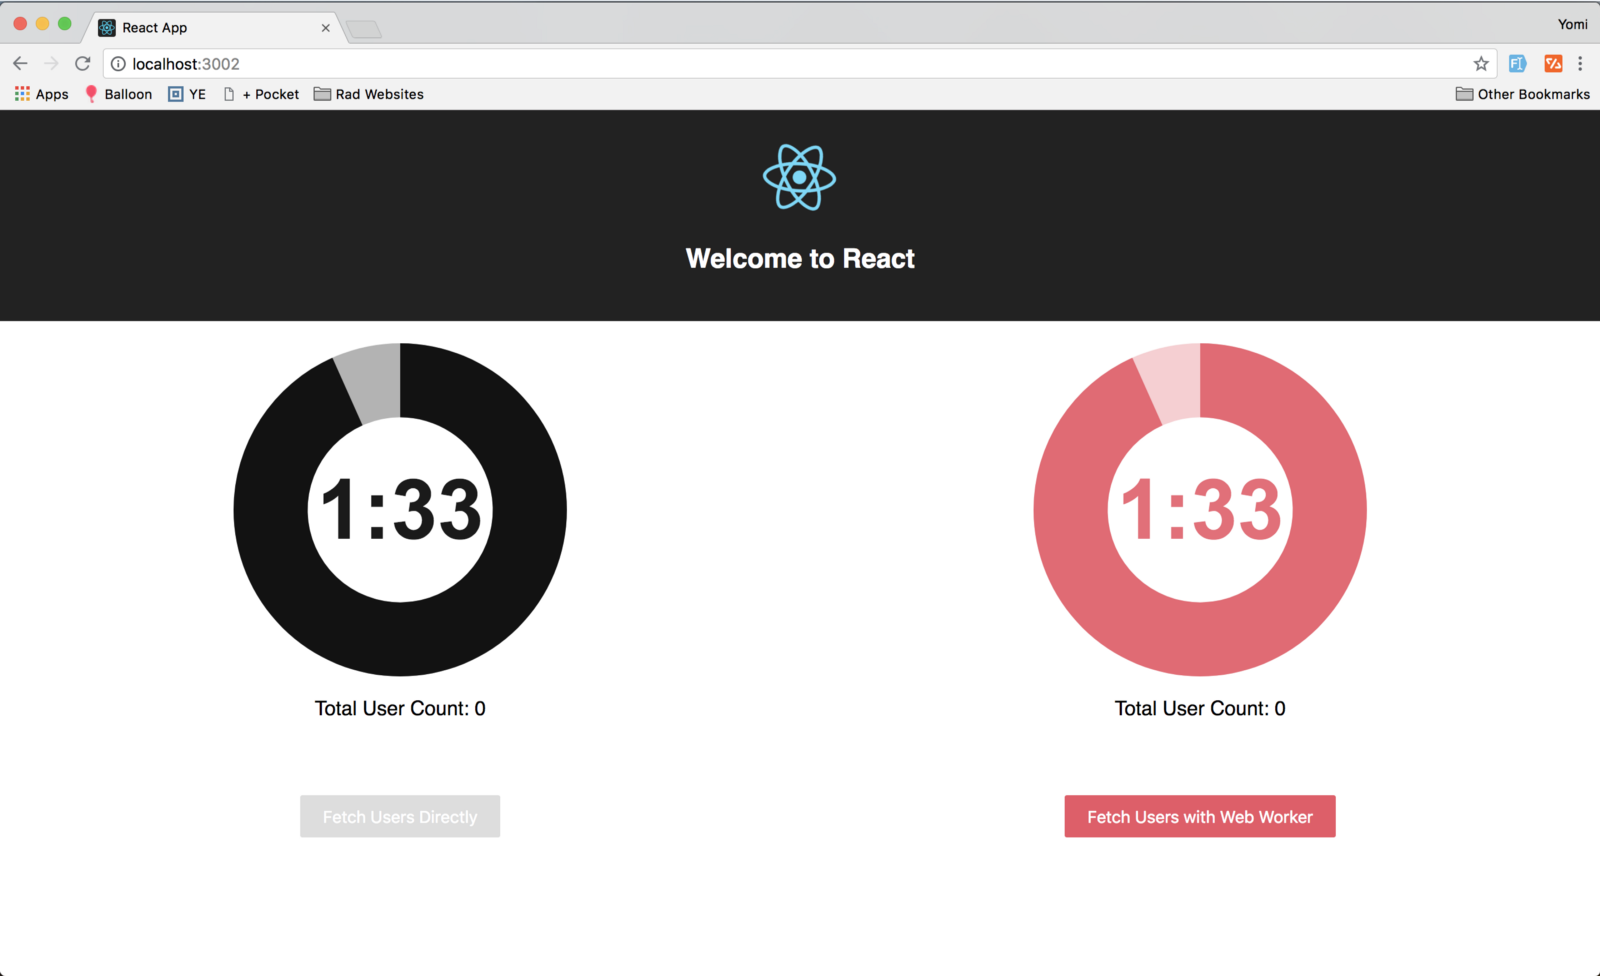 React App
Yomi
localhost:3002
Apps Balloon YE + Pocket Rad Websites Other Bookmarks
Welcome to React
1:33
1:33
Total User Count: 0
Total User Count: 0
Fetch Users Directly
Fetch Users with Web Worker